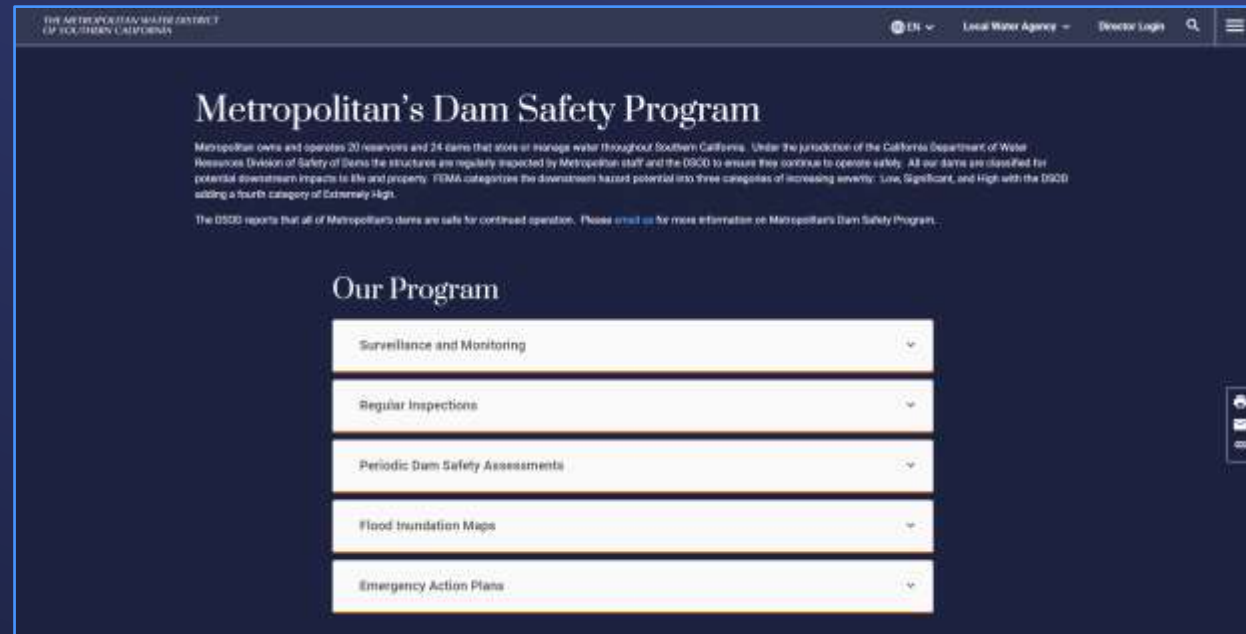 THE METROPOLITAN WATER DISTRICT
OF SOUTHERN CALIFORNIA
EN
Local Water Agency
Director Login
Metropolitan's Dam Safety Program
Metropolitan owns and operates 20 reservoirs and 24 dams that store or manage water throughout Southern California. Under the jurisdiction of the California Department of Water
Resources Division of Safety of Dams the structures are regularly inspected by Metropolitan staff and the DSOD to ensure they continue to operate safely. All our dams are classified for
potential downstream impacts to life and property. FEMA categorizes the downstream hazard potential into three categories of increasing severity: Low, Significant, and High with the DSOD
adding a fourth category of Extremely High.
The DSOD reports that all of Metropolitan's dams are safe for continued operation. Please email us for more information on Metropolitan's Dam Safety Program.
Our Program
Surveillance and Monitoring
Regular Inspections
Periodic Dam Safety Assessments
Flood Inundation Maps
Emergency Action Plans